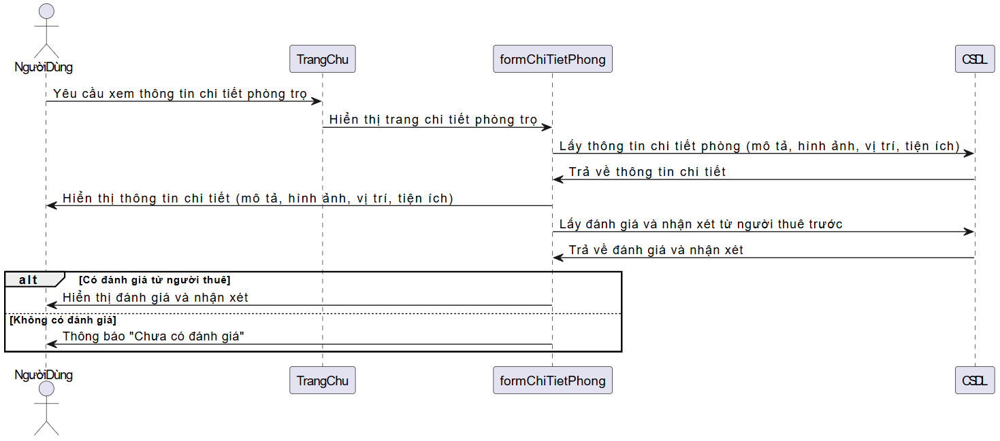 NgườiDùng
TrangChu
formChiTietPhong
CSDL
Yêu cầu xem thông tin chi tiết phòng trọ
Hiển thị trang chi tiết phòng trọ
Lấy thông tin chi tiết phòng (mô tả, hình ảnh, vị trí, tiện ích)
Trả về thông tin chi tiết
Hiển thị thông tin chi tiết (mô tả, hình ảnh, vị trí, tiện ích)
Lấy đánh giá và nhận xét từ người thuê trước
Trả về đánh giá và nhận xét
alt [Có đánh giá từ người thuê]
Hiển thị đánh giá và nhận xét
[Không có đánh giá]
Thông báo "Chưa có đánh giá"
NgườiDùng
TrangChu
formChiTietPhong
CSDL